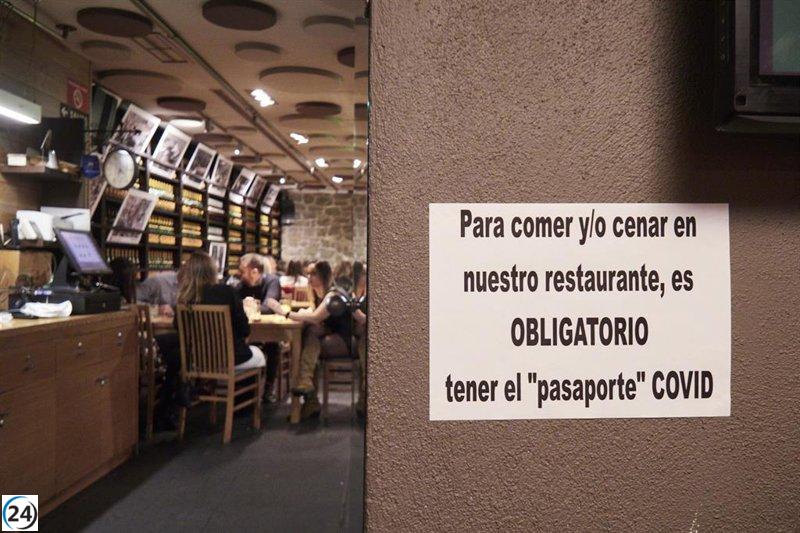 Para comer y/o cenar en
nuestro restaurante, es
OBLIGATORIO
tener el "pasaporte" COVID
24